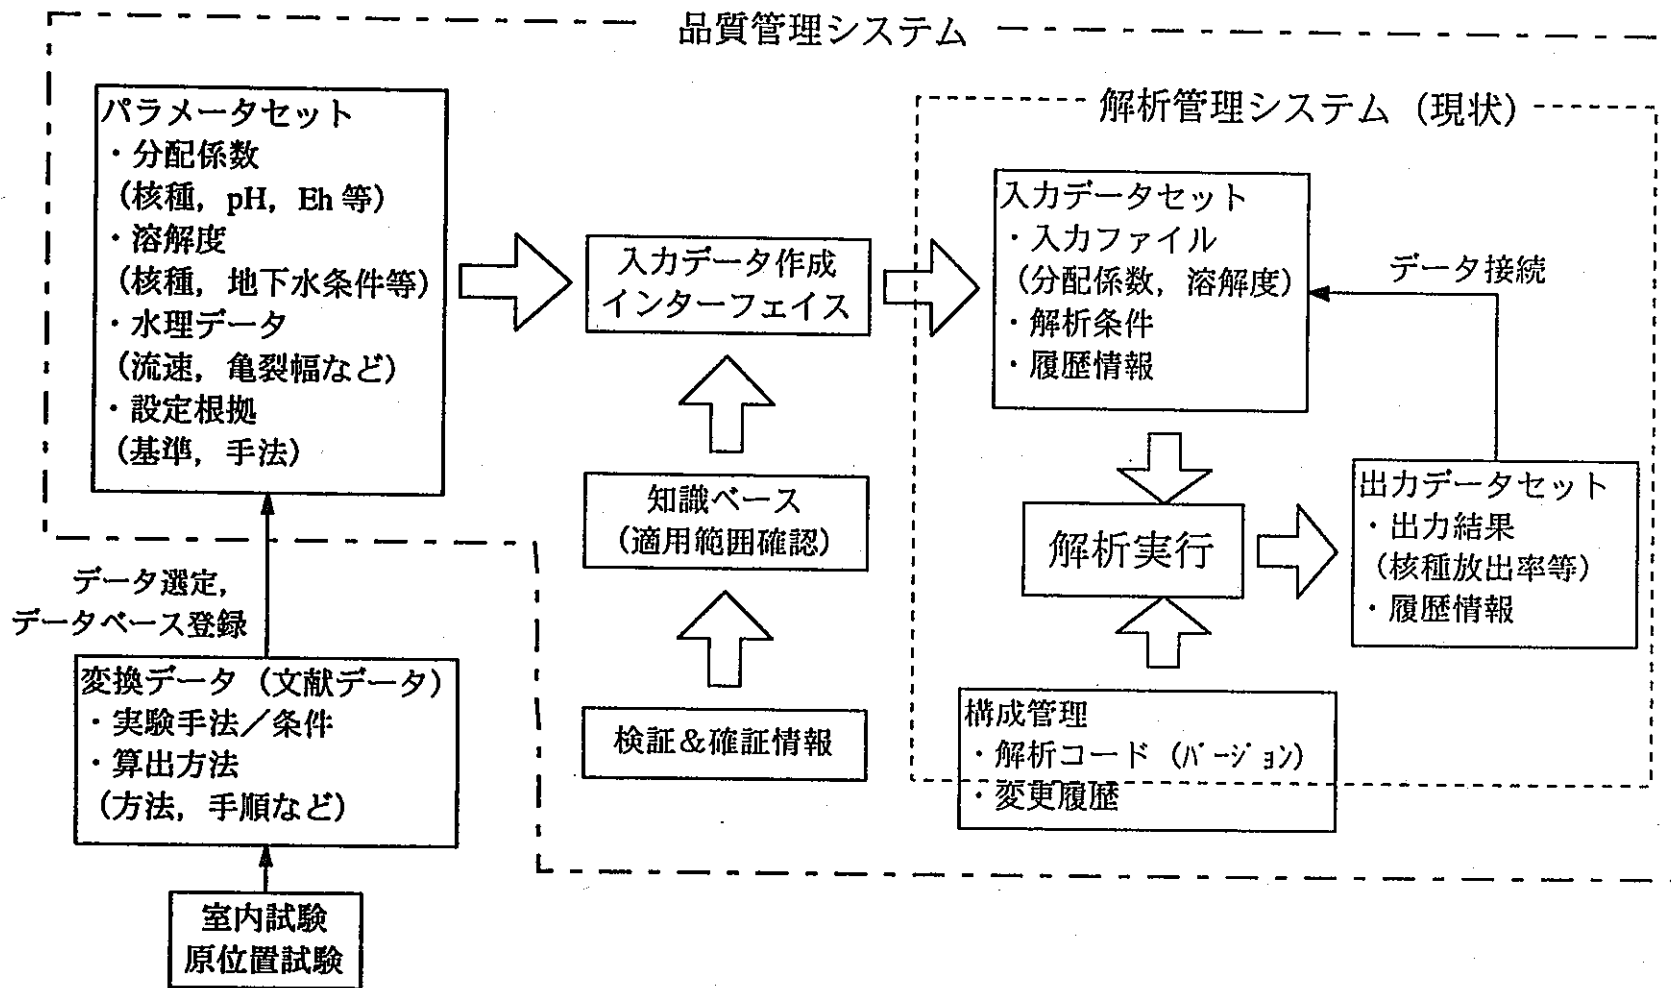 品質管理システム
パラメータセット
・分配係数
(核種, pH, Eh 等)
・溶解度
(核種, 地下水条件等)
・水理データ
(流速, 亀裂幅など)
・設定根拠
(基準, 手法)
データ選定,
データベース登録
変換データ (文献データ)
・実験手法／条件
・算出方法
(方法, 手順など)
室内試験
原位置試験
入力データ作成
インターフェイス
知識ベース
(適用範囲確認)
検証＆確証情報
解析管理システム (現状)
入力データセット
・入力ファイル
(分配係数, 溶解度)
・解析条件
・履歴情報
データ接続
解析実行
出力データセット
・出力結果
(核種放出率等)
・履歴情報
構成管理
・解析コード (ﾊﾞｰｼﾞｮﾝ)
・変更履歴